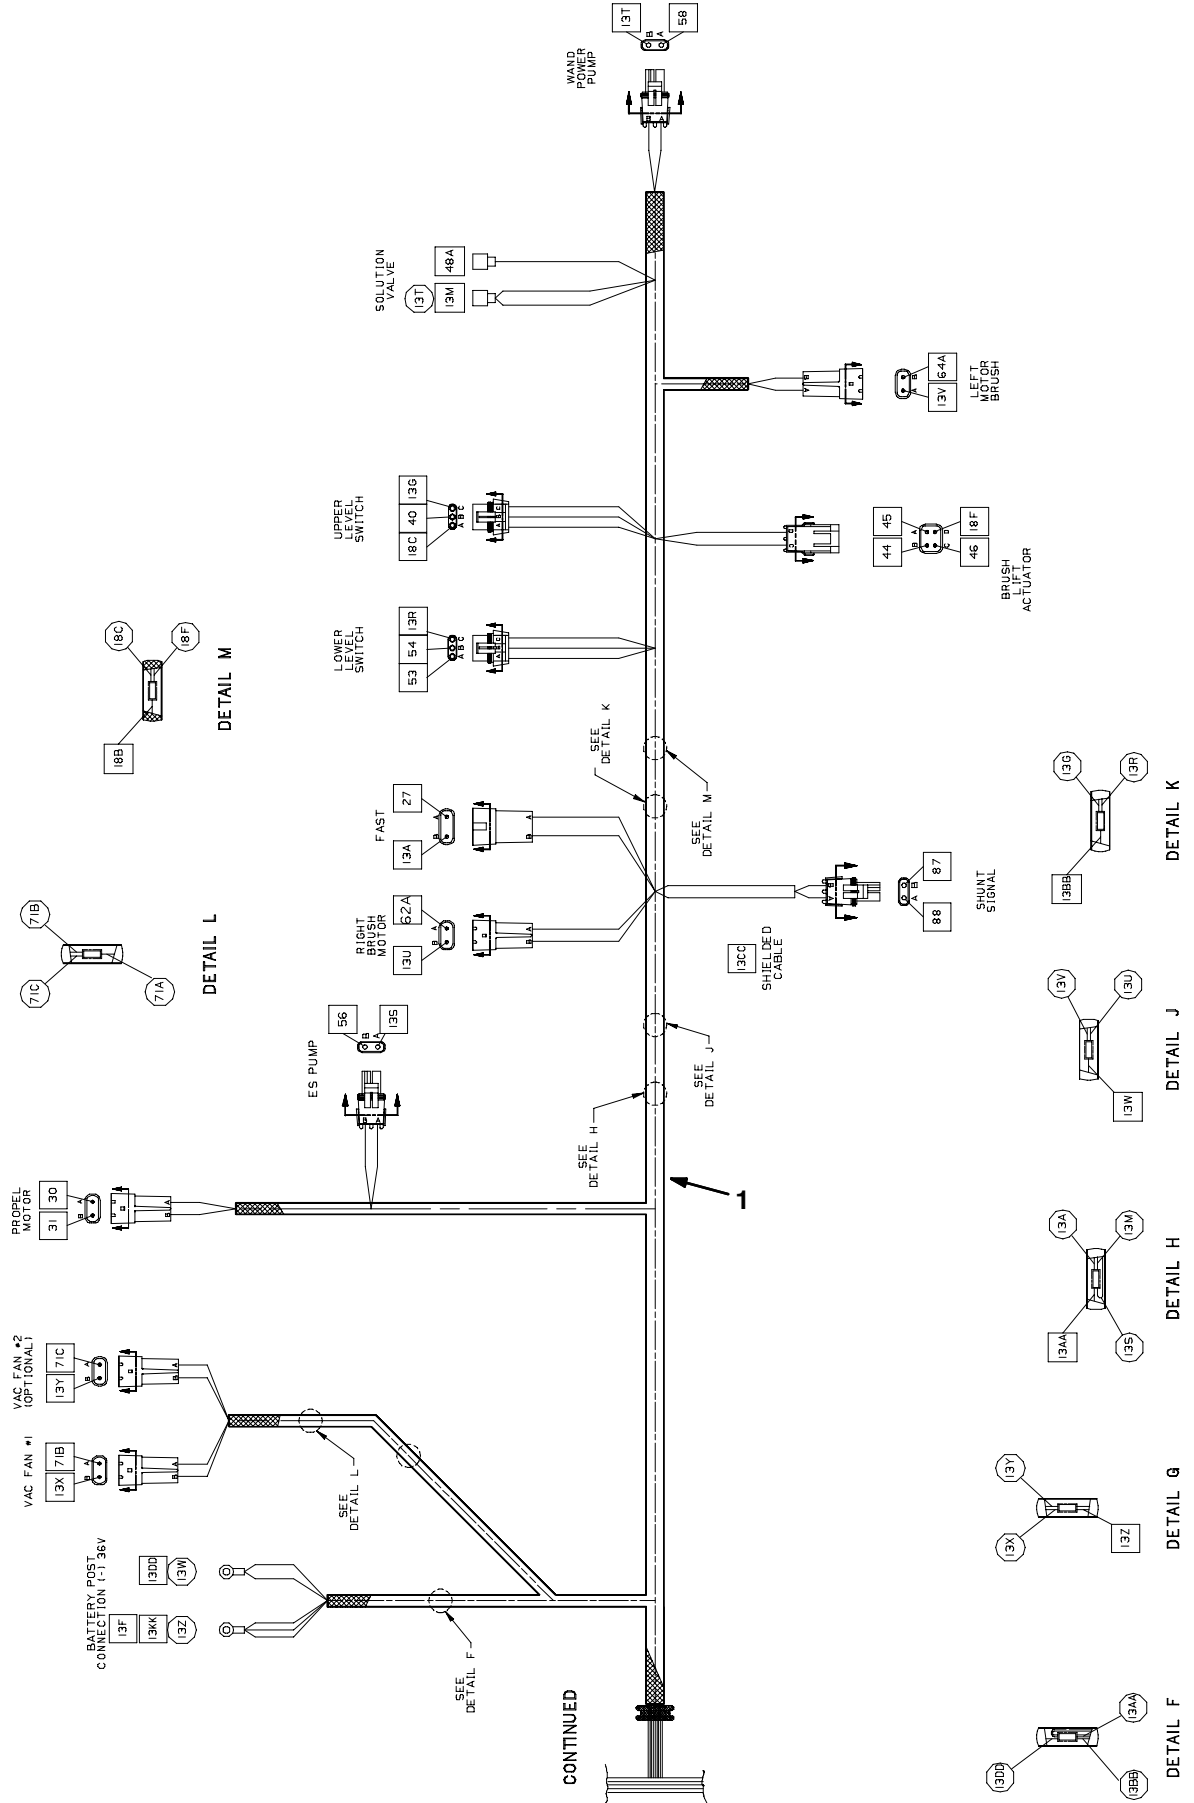 BATTERY POST
CONNECTION (-) 36V
13F
13KK
13Z
13DD
13W
VAC FAN #1
13X
71B
B
A
B
A
VAC FAN #2
(OPTIONAL)
13Y
71C
B
A
B
A
PROPEL
MOTOR
31
30
B
A
B
A
ES PUMP
56
13S
B
A
B
A
71C
71B
71A
DETAIL L
RIGHT
BRUSH
MOTOR
13U
62A
B
A
B
A
FAST
13A
27
B
A
B
A
18B
18C
18F
DETAIL M
LOWER
LEVEL
SWITCH
53
54
13R
A
B
C
A
B
C
UPPER
LEVEL
SWITCH
18C
40
13G
A
B
C
A
B
C
SOLUTION
VALVE
13T
13M
48A
WAND
POWER
PUMP
13T
58
B
A
B
A
SEE
DETAIL F
SEE
DETAIL L
SEE
DETAIL H
SEE
DETAIL J
SEE
DETAIL K
SEE
DETAIL M
CONTINUED
1
13CC
SHIELDED
CABLE
A
B
A
B
88
87
SHUNT
SIGNAL
44
45
B
A
C
D
46
18F
BRUSH
LIFT
ACTUATOR
A
B
A
B
13V
64A
LEFT
MOTOR
BRUSH
13DD
13BB
13AA
DETAIL F
13X
13Y
13Z
DETAIL G
13AA
13A
13S
13M
DETAIL H
13V
13W
13U
DETAIL J
13BB
13G
13R
DETAIL K